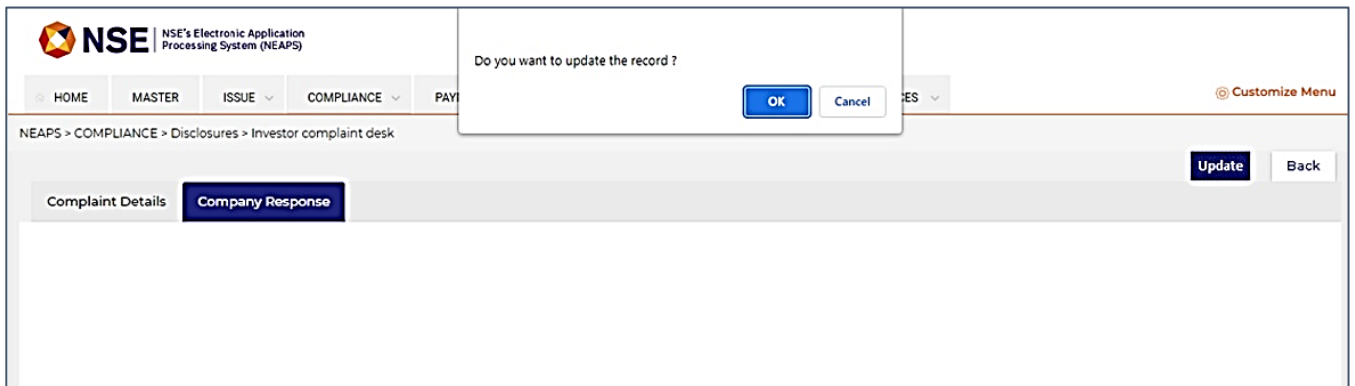 NSE
NSE's Electronic Application
Processing System (NEAPS)
Do you want to update the record ?
OK Cancel
HOME MASTER ISSUE COMPLIANCE
Customize Menu
NEAPS > COMPLIANCE > Disclosures > Investor complaint desk
Update Back
Complaint Details Company Response